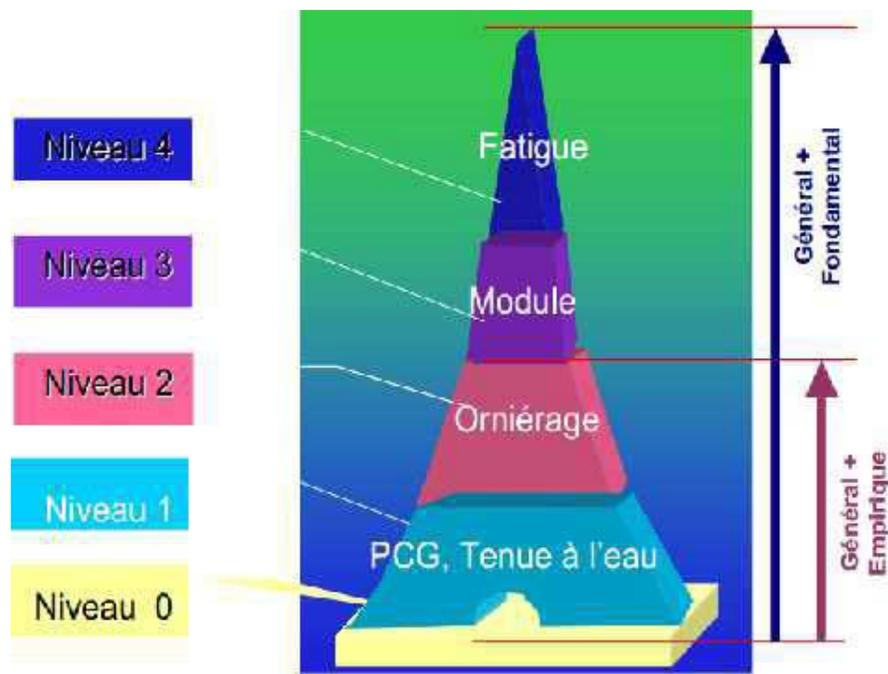 Niveau 4
Niveau 3
Niveau 2
Niveau 1
Niveau 0
Fatigue
Module
Orniérage
PCG, Tenue à l'eau
Général +
Fondamental
Général +
Empirique